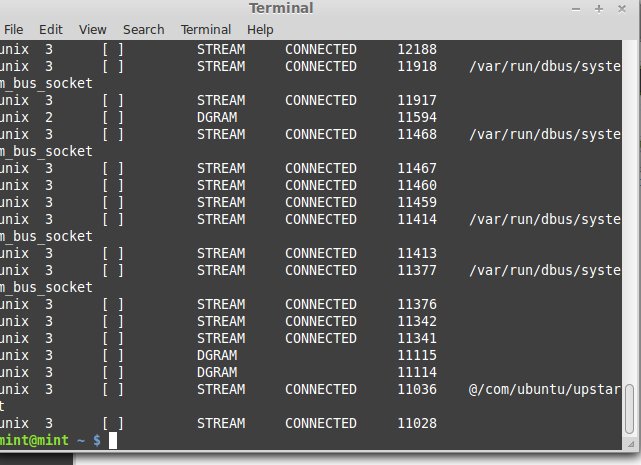 Terminal
File Edit View Search Terminal Help
unix 3 [ ] STREAM CONNECTED 12188
unix 3 [ ] STREAM CONNECTED 11918 /var/run/dbus/syste
m_bus_socket
unix 3 [ ] STREAM CONNECTED 11917
unix 2 [ ] DGRAM 11594
unix 3 [ ] STREAM CONNECTED 11468 /var/run/dbus/syste
m_bus_socket
unix 3 [ ] STREAM CONNECTED 11467
unix 3 [ ] STREAM CONNECTED 11460
unix 3 [ ] STREAM CONNECTED 11459
unix 3 [ ] STREAM CONNECTED 11414 /var/run/dbus/syste
m_bus_socket
unix 3 [ ] STREAM CONNECTED 11413
unix 3 [ ] STREAM CONNECTED 11377 /var/run/dbus/syste
m_bus_socket
unix 3 [ ] STREAM CONNECTED 11376
unix 3 [ ] STREAM CONNECTED 11342
unix 3 [ ] STREAM CONNECTED 11341
unix 3 [ ] DGRAM 11115
unix 3 [ ] DGRAM 11114
unix 3 [ ] STREAM CONNECTED 11036 @/com/ubuntu/upstar
t
unix 3 [ ] STREAM CONNECTED 11028
mint@mint ~ $